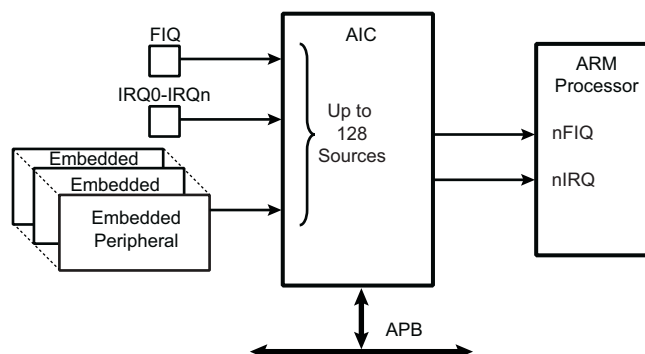 FIQ
IRQ0-IRQn
Embedded
Embedded
Embedded
Peripheral
AIC
Up to
128
Sources
ARM
Processor
nFIQ
nIRQ
APB